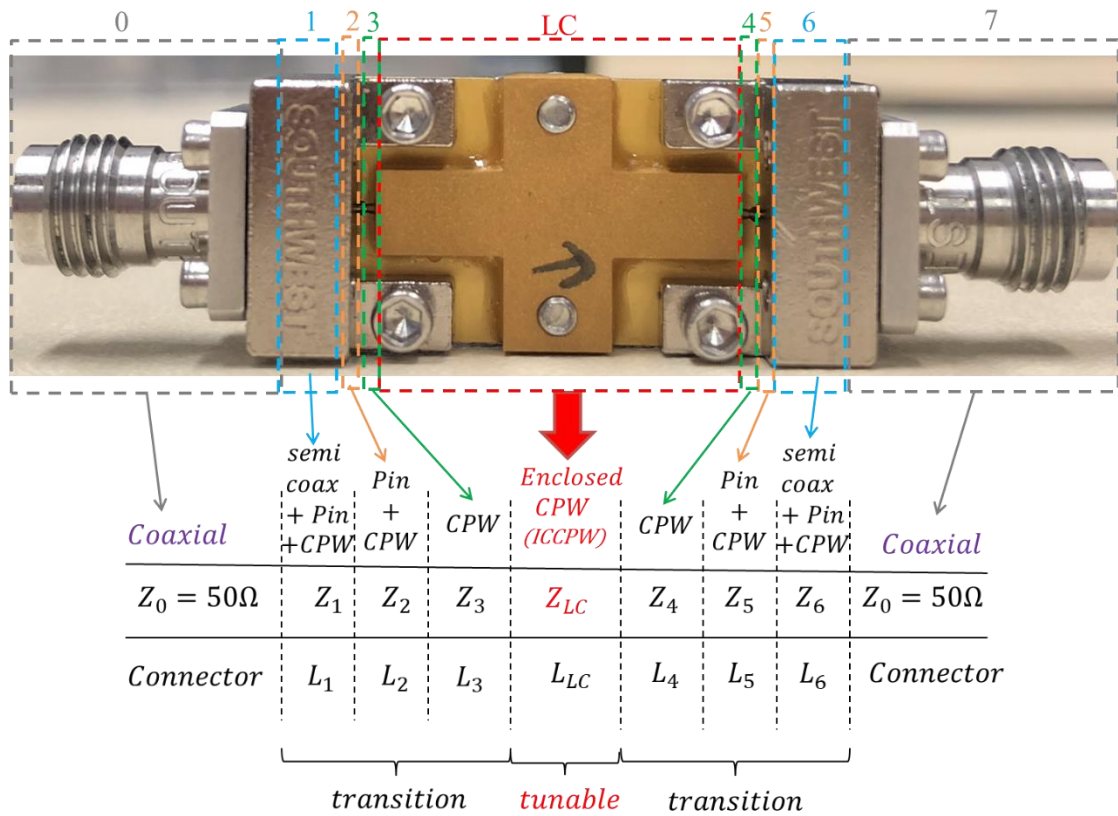 0 1 2 3 LC 4 5 6 7
SOUTHWEST
SOUTHWEST
semi
coax
+ Pin
+CPW
Pin
+
CPW
CPW
Enclosed
CPW
(ICCPW)
CPW
Pin
+
CPW
semi
coax
+ Pin
+CPW
Coaxial
Coaxial
Z₀ = 50Ω Z₁ Z₂ Z₃ Z_LC Z₄ Z₅ Z₆ Z₀ = 50Ω
Connector L₁ L₂ L₃ L_LC L₄ L₅ L₆ Connector
transition tunable transition